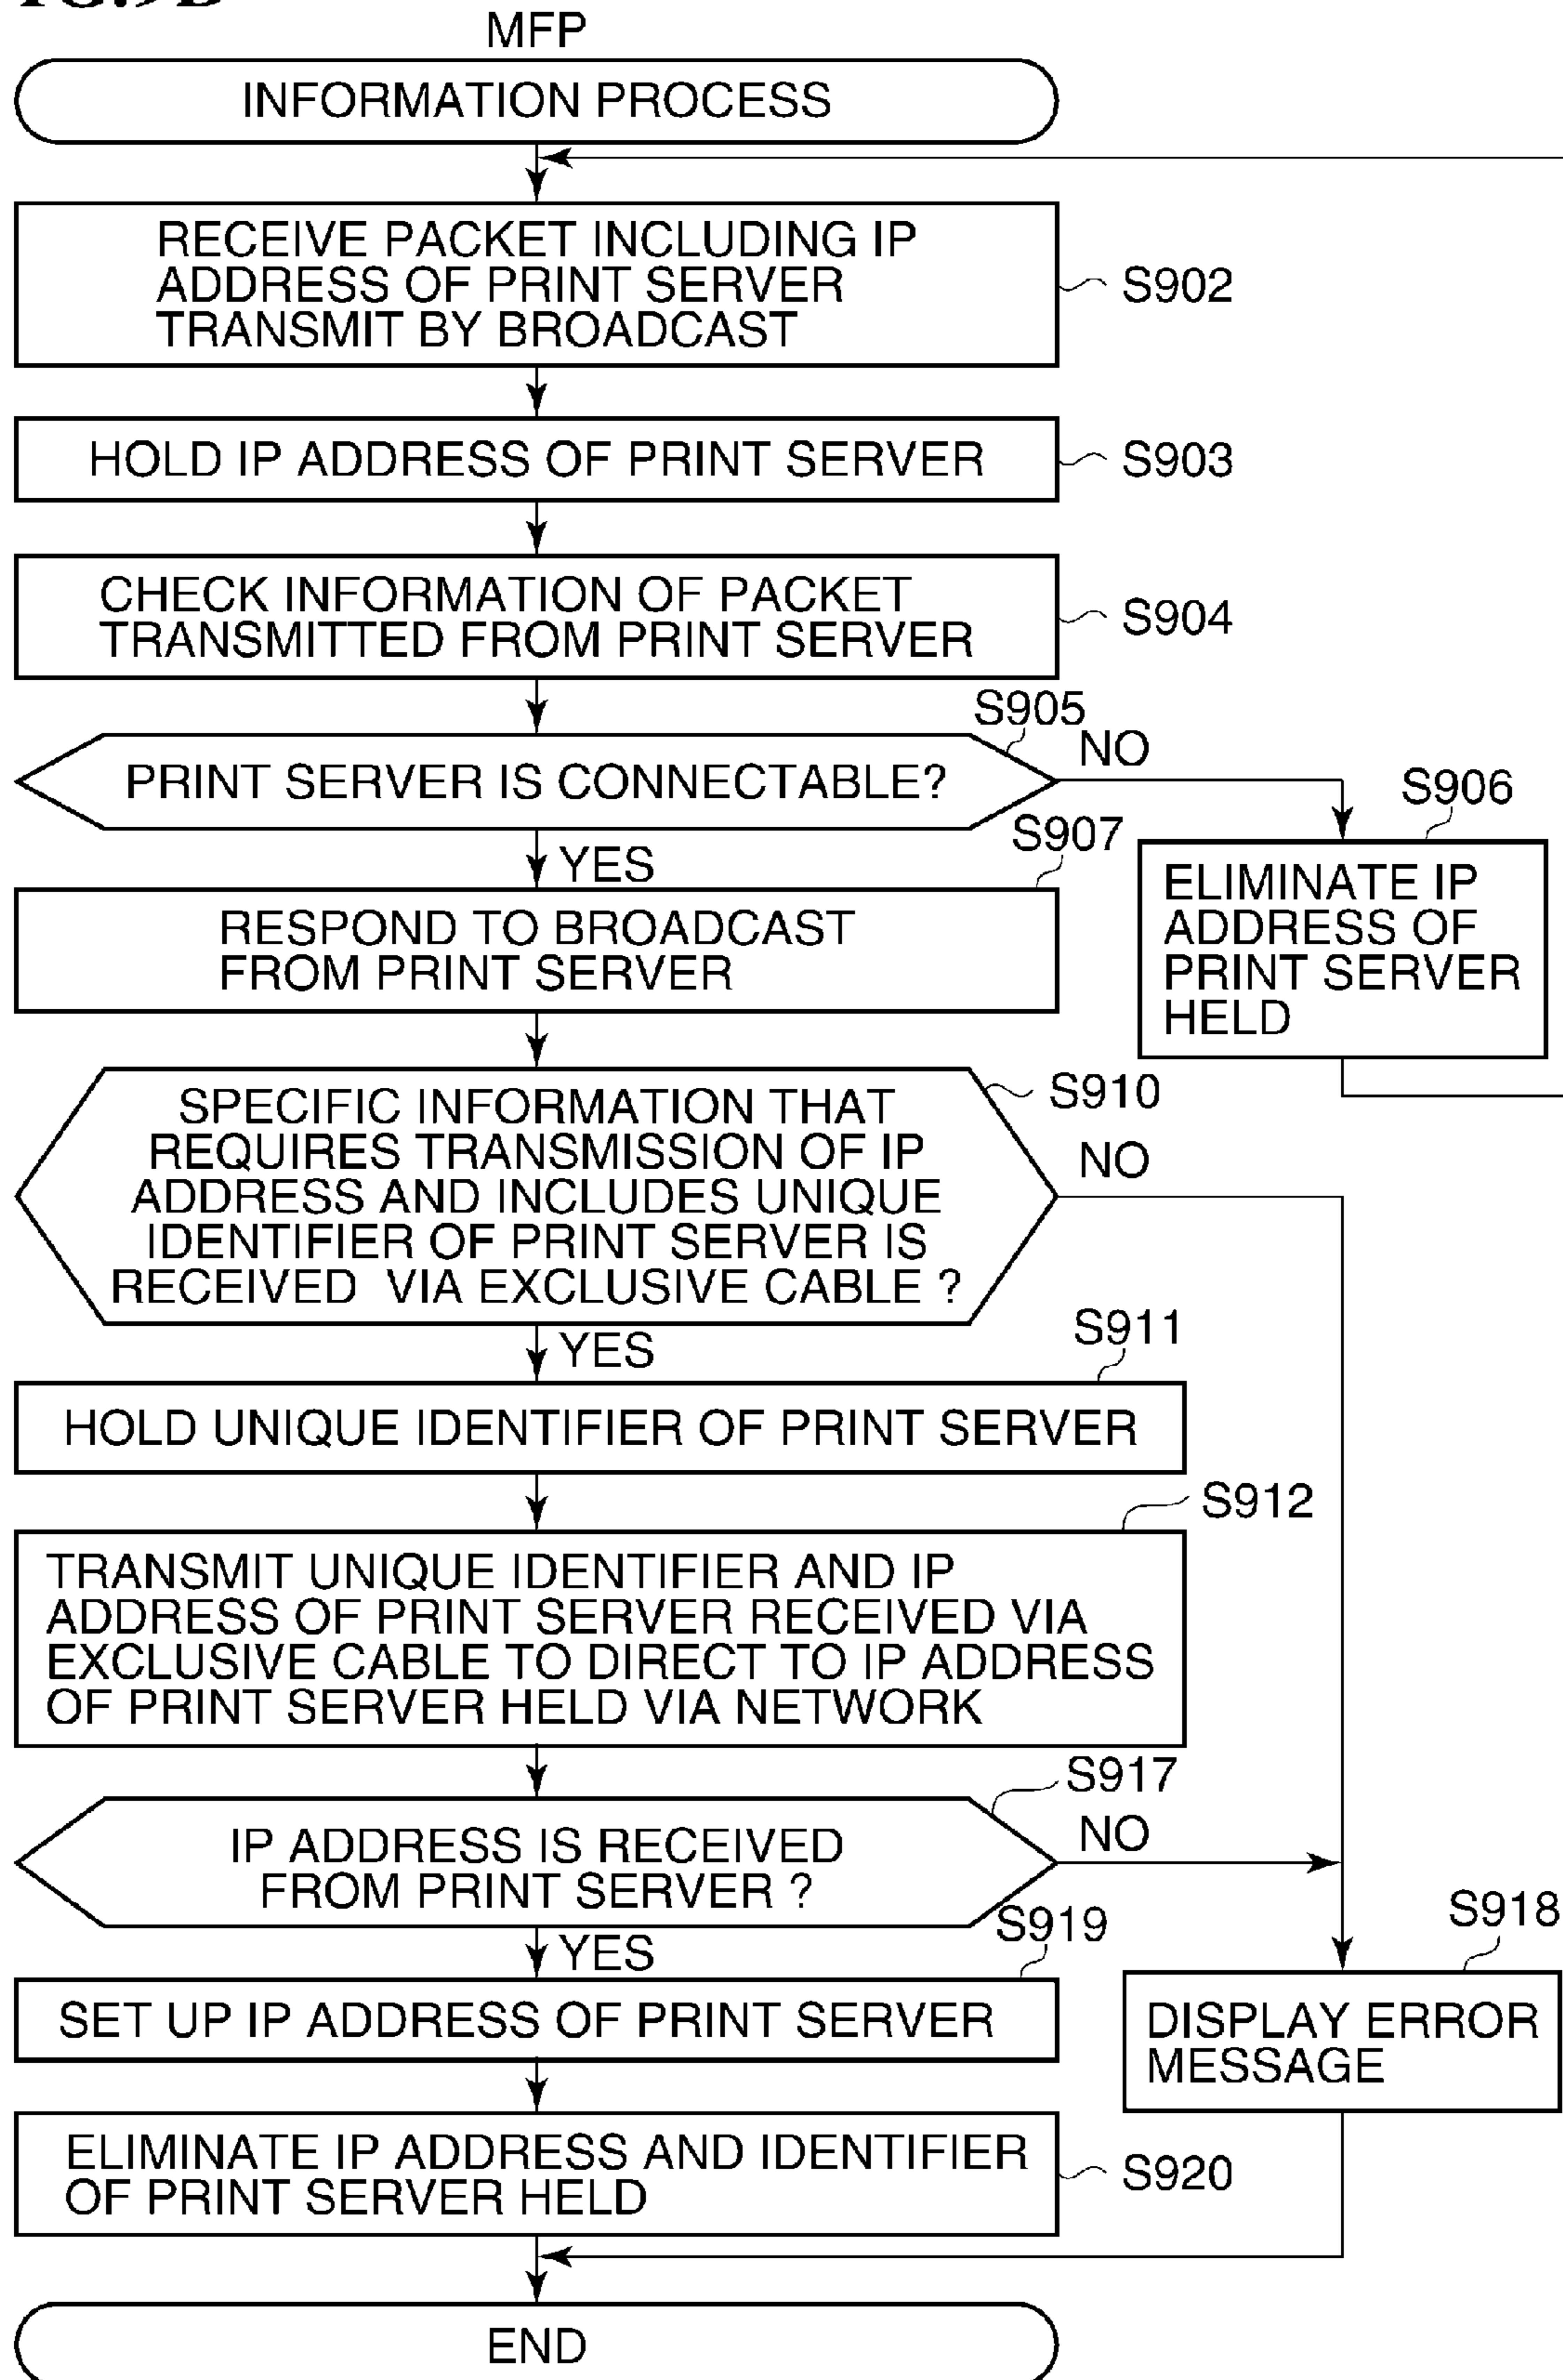 MFP
INFORMATION PROCESS
RECEIVE PACKET INCLUDING IP
ADDRESS OF PRINT SERVER
TRANSMIT BY BROADCAST
S902
HOLD IP ADDRESS OF PRINT SERVER
S903
CHECK INFORMATION OF PACKET
TRANSMITTED FROM PRINT SERVER
S904
S905
PRINT SERVER IS CONNECTABLE?
NO
S906
ELIMINATE IP
ADDRESS OF
PRINT SERVER
HELD
YES
S907
RESPOND TO BROADCAST
FROM PRINT SERVER
S910
SPECIFIC INFORMATION THAT
REQUIRES TRANSMISSION OF IP
ADDRESS AND INCLUDES UNIQUE
IDENTIFIER OF PRINT SERVER IS
RECEIVED VIA EXCLUSIVE CABLE ?
NO
YES
S911
HOLD UNIQUE IDENTIFIER OF PRINT SERVER
S912
TRANSMIT UNIQUE IDENTIFIER AND IP
ADDRESS OF PRINT SERVER RECEIVED VIA
EXCLUSIVE CABLE TO DIRECT TO IP ADDRESS
OF PRINT SERVER HELD VIA NETWORK
S917
IP ADDRESS IS RECEIVED
FROM PRINT SERVER ?
NO
YES
S919
SET UP IP ADDRESS OF PRINT SERVER
S918
DISPLAY ERROR
MESSAGE
ELIMINATE IP ADDRESS AND IDENTIFIER
OF PRINT SERVER HELD
S920
END